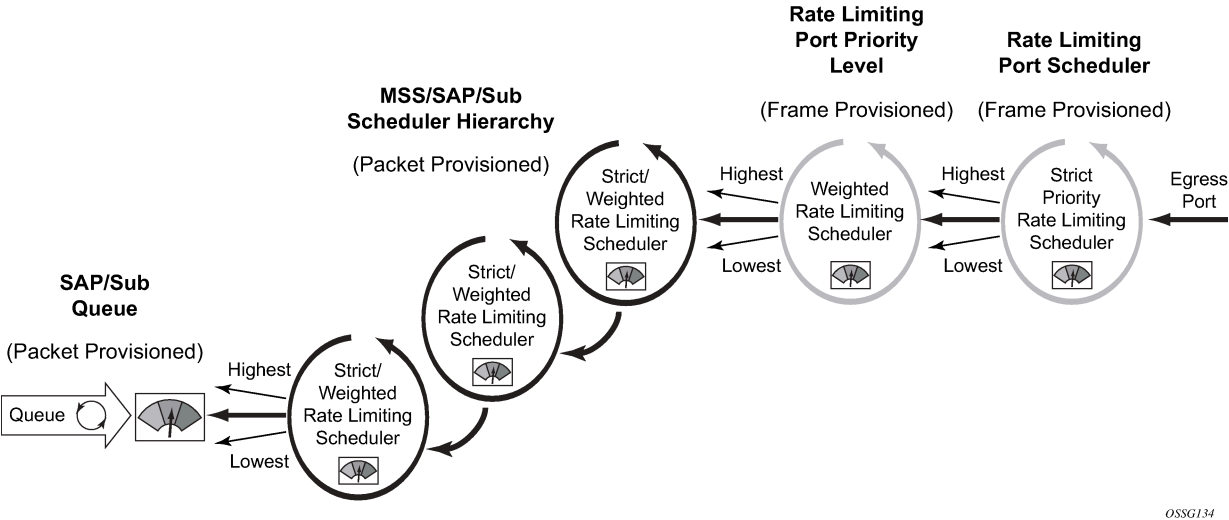 Rate Limiting
Port Priority
Level
(Frame Provisioned)
Rate Limiting
Port Scheduler
(Frame Provisioned)
MSS/SAP/Sub
Scheduler Hierarchy
(Packet Provisioned)
SAP/Sub
Queue
(Packet Provisioned)
Queue
Highest
Lowest
Strict/
Weighted
Rate Limiting
Scheduler
Strict/
Weighted
Rate Limiting
Scheduler
Strict/
Weighted
Rate Limiting
Scheduler
Highest
Lowest
Weighted
Rate Limiting
Scheduler
Highest
Lowest
Strict
Priority
Rate Limiting
Scheduler
Egress
Port
OSSG134